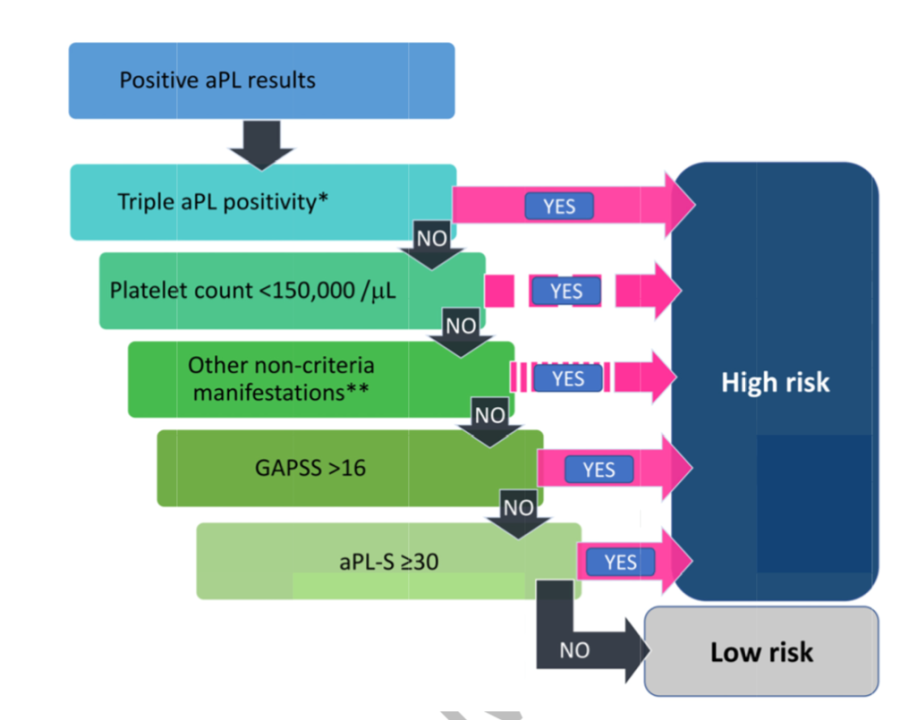 Positive aPL results
Triple aPL positivity*
YES
NO
Platelet count <150,000 /μL
YES
NO
Other non-criteria
manifestations**
YES
NO
High risk
GAPSS >16
YES
NO
aPL-S ≥30
YES
NO
Low risk